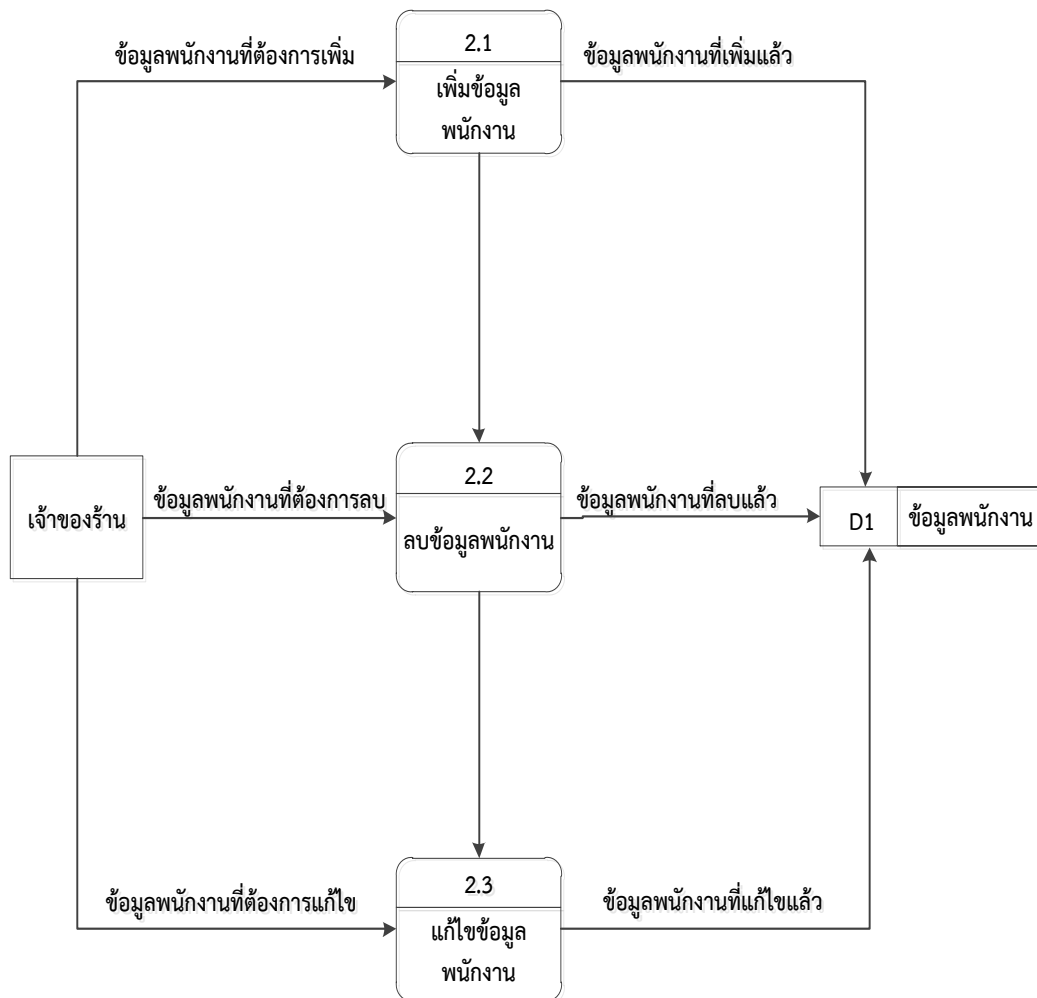 2.1
ข้อมูลพนักงานที่ต้องการเพิ่ม
ข้อมูลพนักงานที่เพิ่มแล้ว
เพิ่มข้อมูล
พนักงาน
2.2
ข้อมูลพนักงานที่ต้องการลบ
ข้อมูลพนักงานที่ลบแล้ว
เจ้าของร้าน
ลบข้อมูลพนักงาน
D1
ข้อมูลพนักงาน
2.3
ข้อมูลพนักงานที่ต้องการแก้ไข
ข้อมูลพนักงานที่แก้ไขแล้ว
แก้ไขข้อมูล
พนักงาน